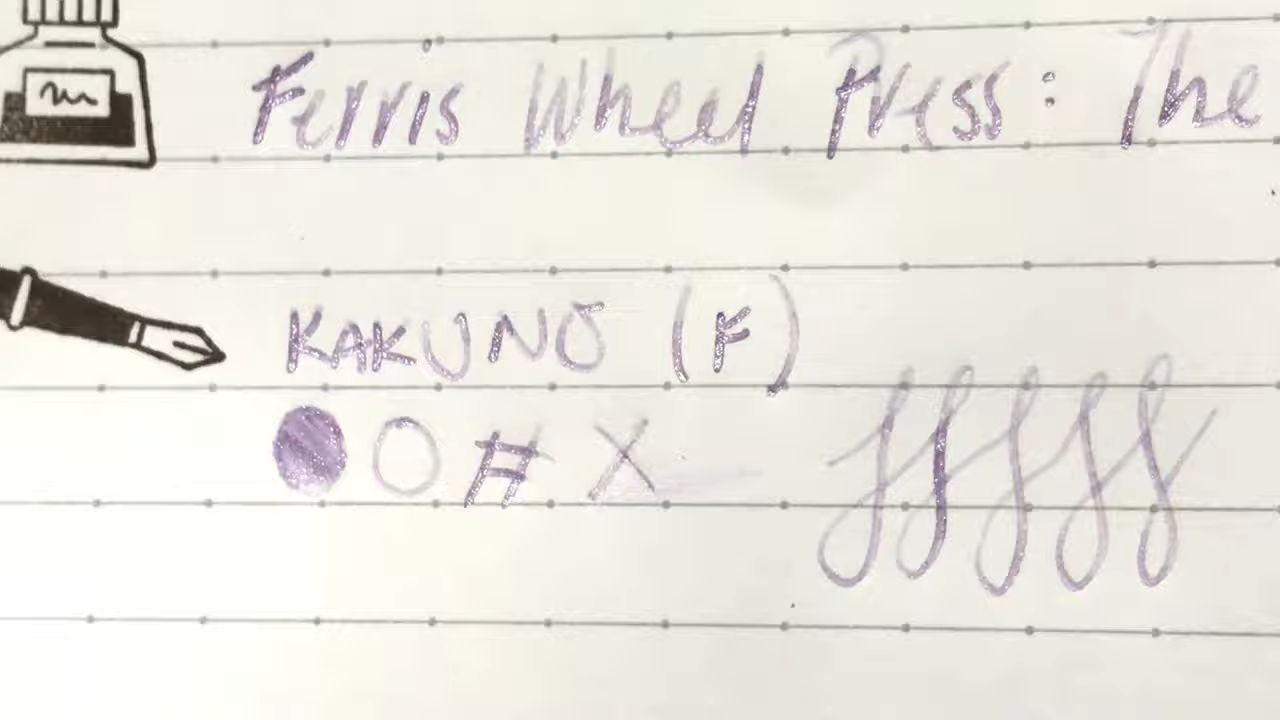 Ferris Wheel Press: The
KAKUNO (F)
# X